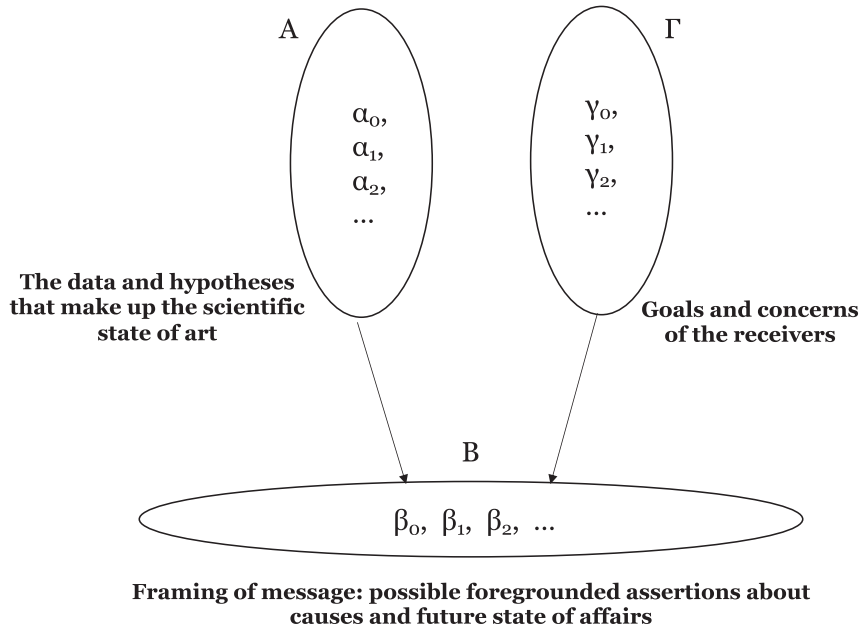 Α
Γ
α₀,
α₁,
α₂,
...
γ₀,
γ₁,
γ₂,
...
The data and hypotheses
that make up the scientific
state of art
Goals and concerns
of the receivers
Β
β₀, β₁, β₂, ...
Framing of message: possible foregrounded assertions about
causes and future state of affairs